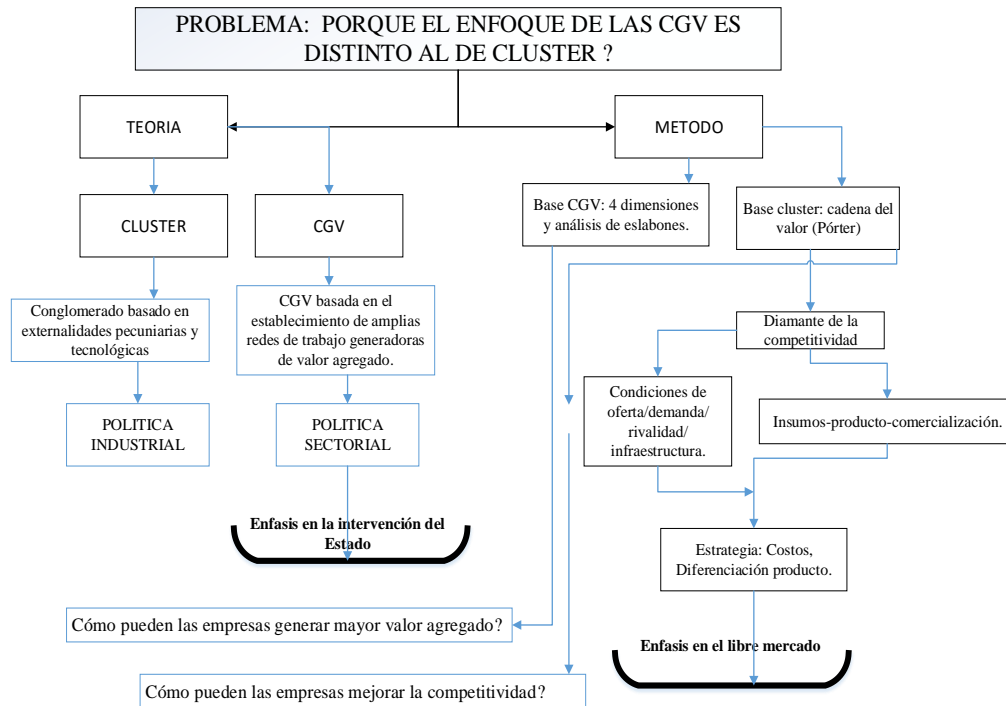 PROBLEMA:  PORQUE EL ENFOQUE DE LAS CGV ES
DISTINTO AL DE CLUSTER ?
TEORIA
METODO
CLUSTER
CGV
Base CGV: 4 dimensiones
y análisis de eslabones.
Base cluster: cadena del
valor (Pórter)
Conglomerado basado en
externalidades pecuniarias y
tecnológicas
CGV basada en el
establecimiento de amplias
redes de trabajo generadoras
de valor agregado.
Diamante de la
competitividad
POLITICA
INDUSTRIAL
POLITICA
SECTORIAL
Condiciones de
oferta/demanda/
rivalidad/
infraestructura.
Insumos-producto-comercialización.
Enfasis en la intervención del
Estado
Estrategia: Costos,
Diferenciación producto.
Cómo pueden las empresas generar mayor valor agregado?
Enfasis en el libre mercado
Cómo pueden las empresas mejorar la competitividad?